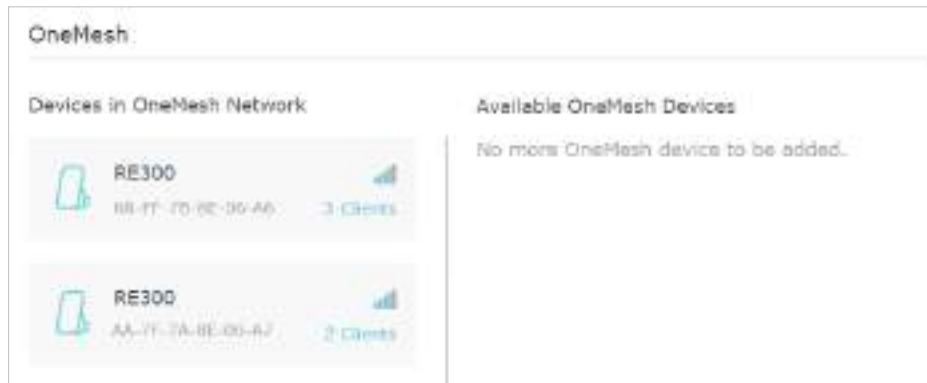 OneMesh
Devices in OneMesh Network
Available OneMesh Devices
No more OneMesh device to be added.
RE300
3 Clients
RE300
2 Clients